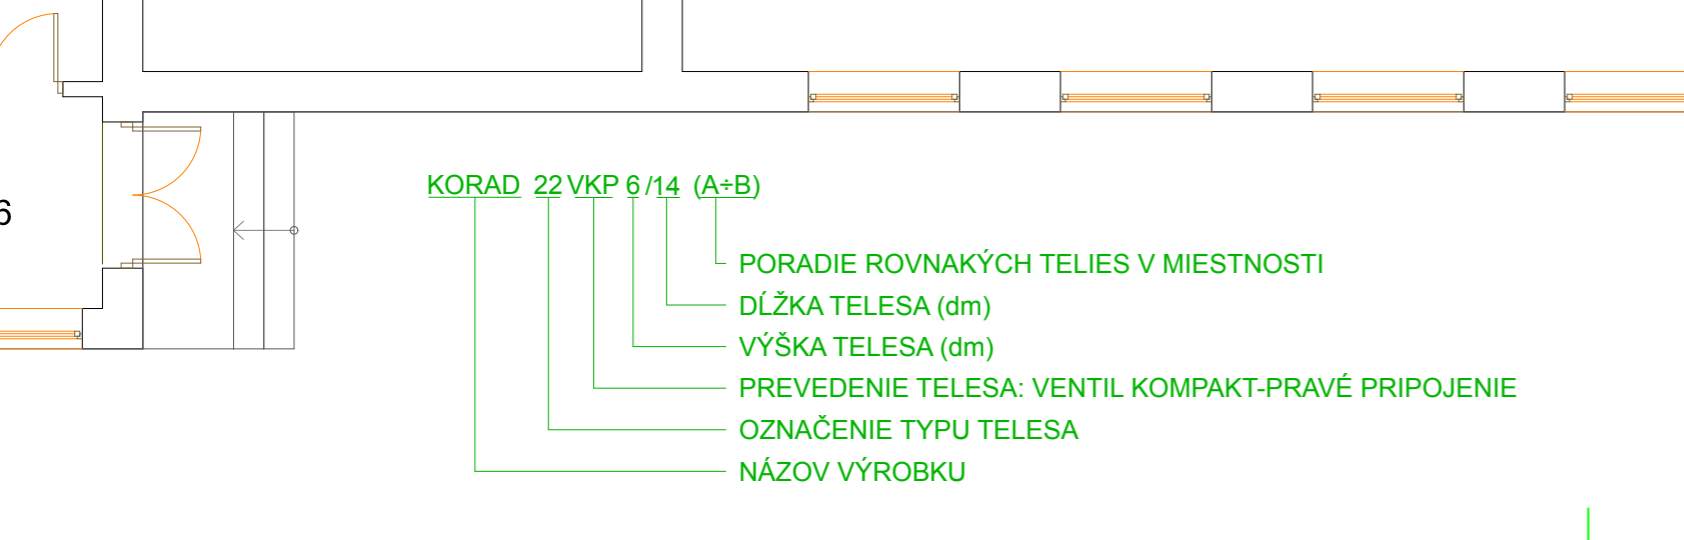 KORAD 22 VKP 6 /14 (A÷B)
PORADIE ROVNAKÝCH TELIES V MIESTNOSTI
DĹŽKA TELESA (dm)
VÝŠKA TELESA (dm)
PREVEDENIE TELESA: VENTIL KOMPAKT-PRAVÉ PRIPOJENIE
OZNAČENIE TYPU TELESA
NÁZOV VÝROBKU
6